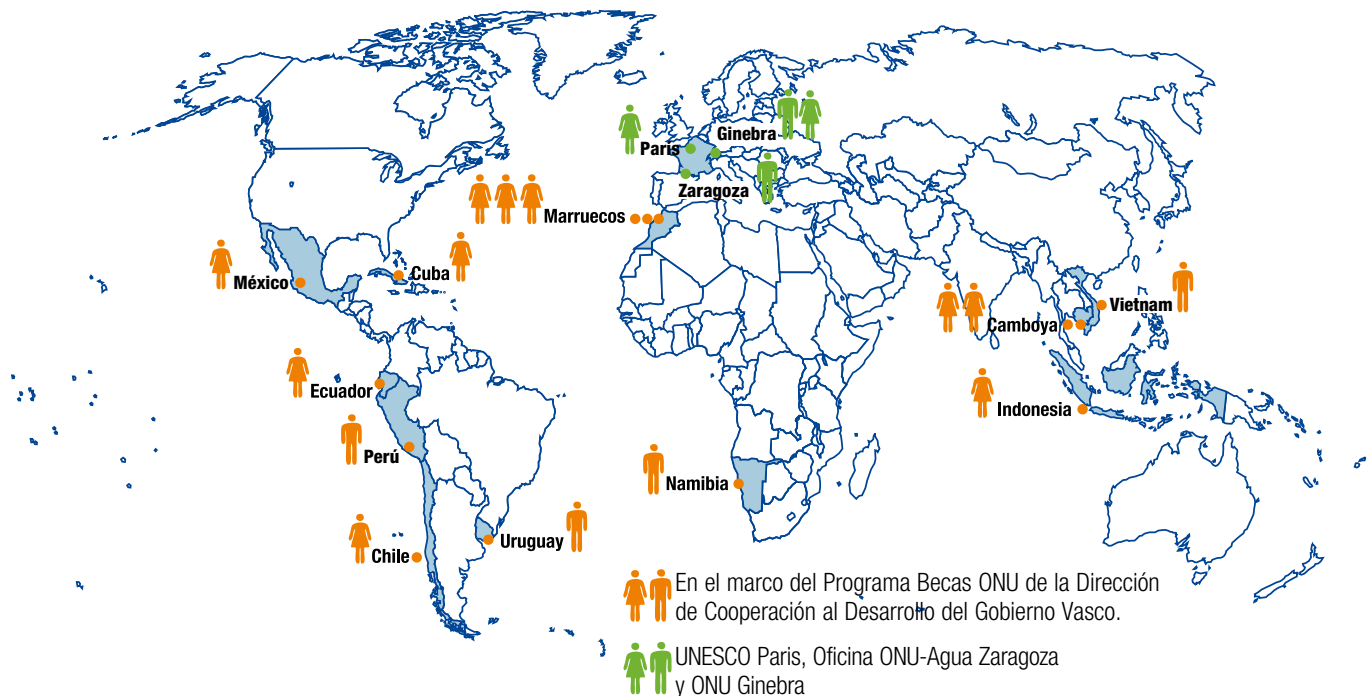 Ginebra
París
Zaragoza
Marruecos
Cuba
México
Vietnam
Camboya
Ecuador
Indonesia
Perú
Namibia
Uruguay
Chile
En el marco del Programa Becas ONU de la Dirección
de Cooperación al Desarrollo del Gobierno Vasco.
UNESCO Paris, Oficina ONU-Agua Zaragoza
y ONU Ginebra